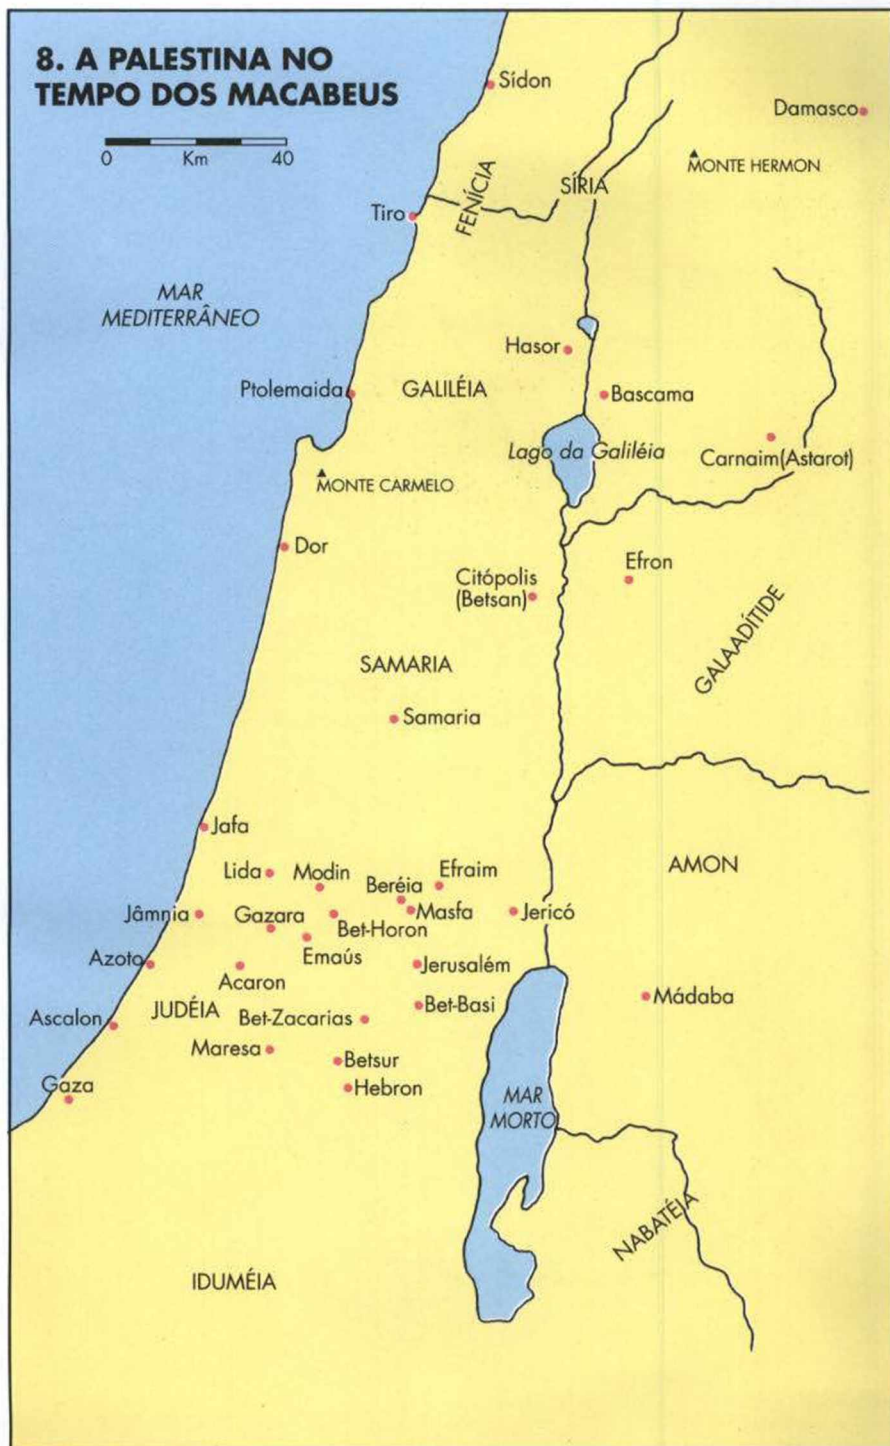 8. A PALESTINA NO
TEMPO DOS MACABEUS
0 Km 40
Sídon
Damasco
MONTE HERMON
FENÍCIA
SÍRIA
Tiro
MAR
MEDITERRÂNEO
Hasor
Ptolemaida
GALILÉIA
Bascama
Lago da Galiléia
Carnaim(Astarot)
MONTE CARMELO
Dor
Citópolis
(Betsan)
Efron
GALAADÍTIDE
SAMARIA
Samaria
Jafa
AMON
Lida
Modin
Beréia
Efraim
Jâmnia
Gazara
Bet-Horon
Masfa
Jericó
Emaús
Azoto
Acaron
Jerusalém
JUDÉIA
Bet-Basi
Mádaba
Ascalon
Bet-Zacarias
Maresa
Betsur
Gaza
Hebron
MAR
MORTO
NABATÉIA
IDUMÉIA